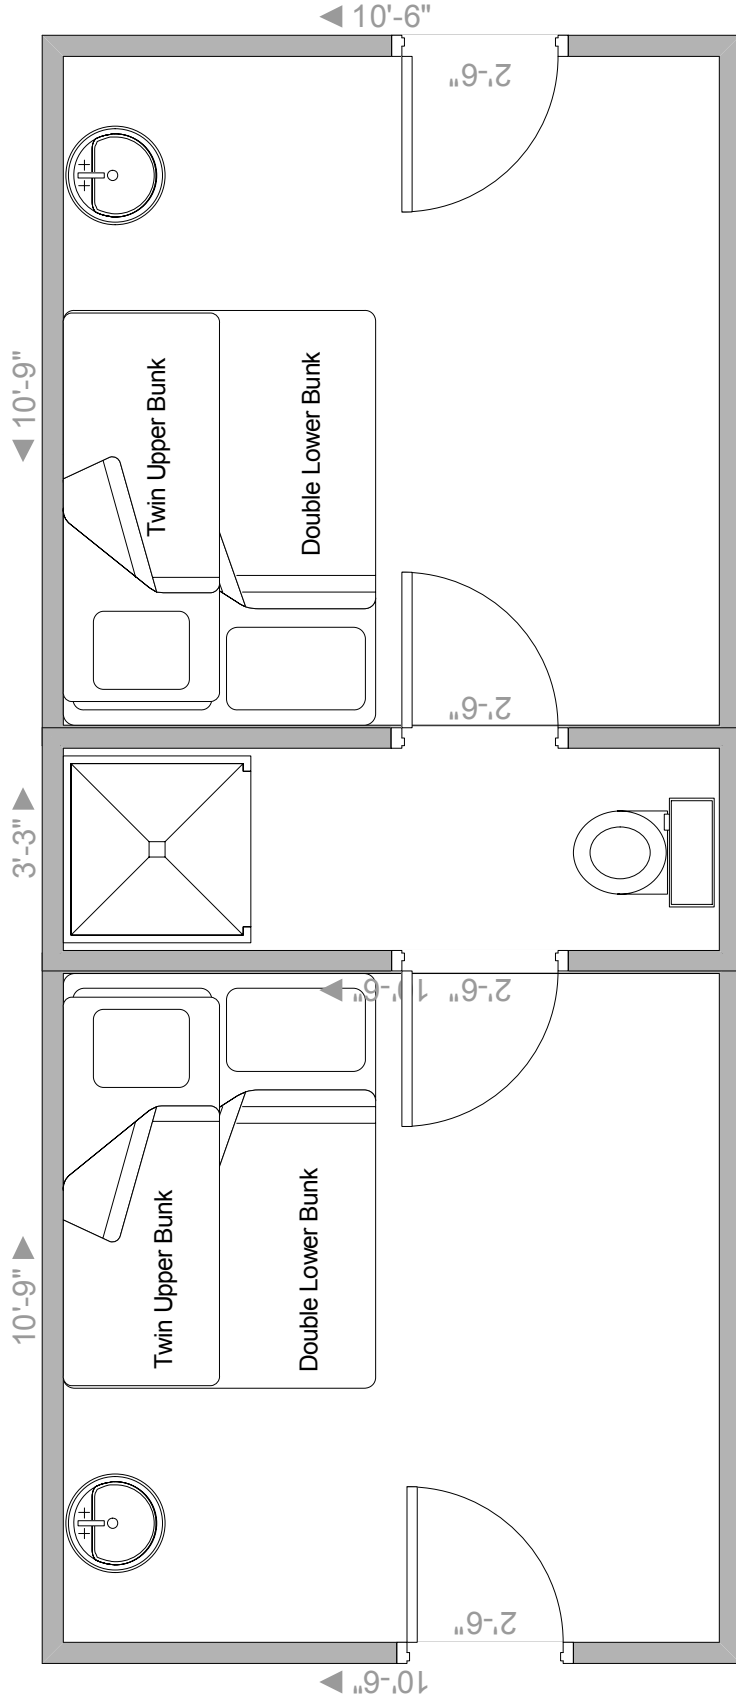 ◀ 10'-6"
2'-6"
◀ 10'-9"
Twin Upper Bunk
Double Lower Bunk
2'-6"
3'-3" ▶
◀ 10'-6"
2'-6"
Twin Upper Bunk
Double Lower Bunk
10'-9" ▶
2'-6"
◀ 10'-6"